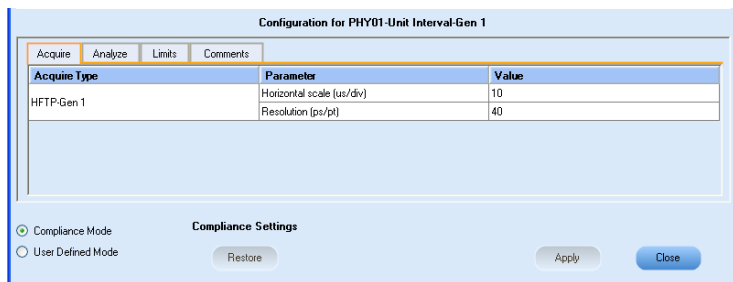 Configuration for PHY01-Unit Interval-Gen 1
Acquire Analyze Limits Comments
Acquire Type Parameter Value
HFTP-Gen 1
Horizontal scale (us/div) 10
Resolution (ps/pt) 40
Compliance Mode
User Defined Mode
Compliance Settings
Restore Apply Close